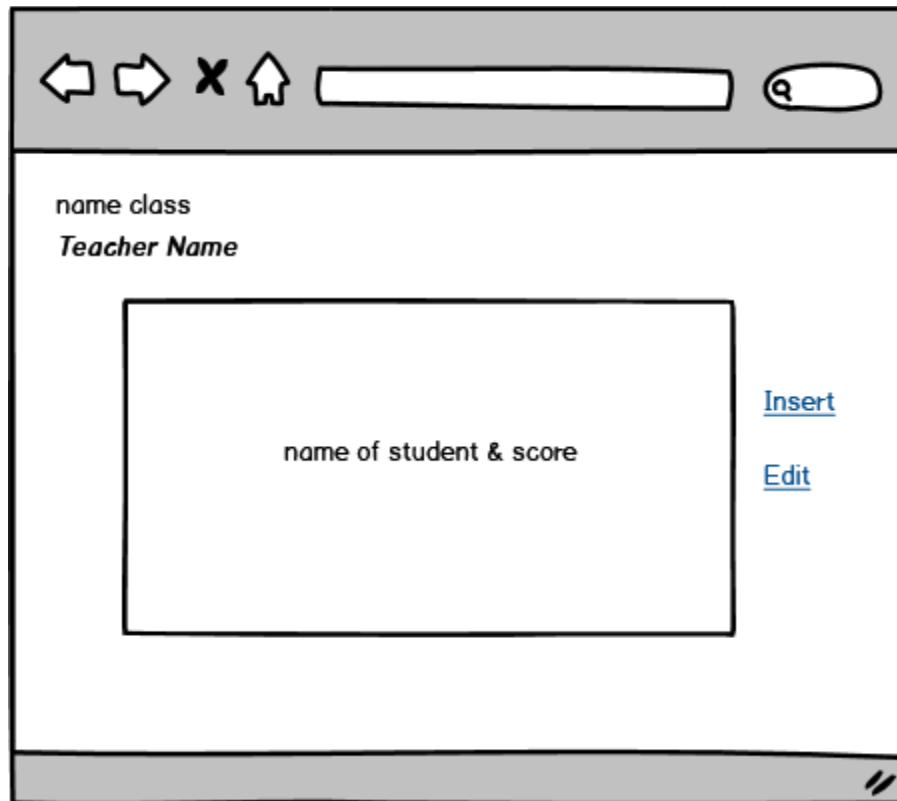 name class
Teacher Name
name of student & score
Insert
Edit